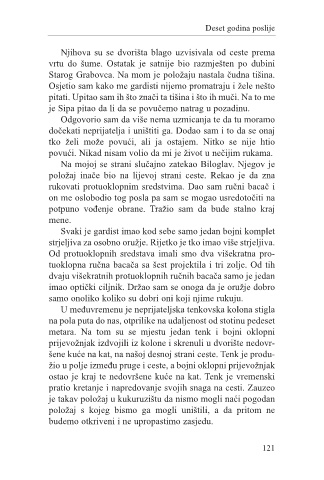 Deset godina poslije
Njihova su se dvorišta blago uzvisivala od ceste prema
vrtu do šume. Ostatak je satnije bio razmješten po dubini
Starog Grabovca. Na mom je položaju nastala čudna tišina.
Osjetio sam kako me gardisti nijemo promatraju i žele nešto
pitati. Upitao sam ih što znači ta tišina i što ih muči. Na to me
je Sipa pitao da li da se povučemo natrag u pozadinu.
Odgovorio sam da više nema uzmicanja te da tu moramo
dočekati neprijatelja i uništiti ga. Dodao sam i to da se onaj
tko želi može povući, ali ja ostajem. Nitko se nije htio
povući. Nikad nisam volio da mi je život u nečijim rukama.
Na mojoj se strani slučajno zatekao Biloglav. Njegov je
položaj inače bio na lijevoj strani ceste. Rekao je da zna
rukovati protuoklopnim sredstvima. Dao sam ručni bacač i
on me oslobodio tog posla pa sam se mogao usredotočiti na
potpuno vođenje obrane. Tražio sam da bude stalno kraj
mene.
Svaki je gardist imao kod sebe samo jedan bojni komplet
strjeljiva za osobno oružje. Rijetko je tko imao više strjeljiva.
Od protuoklopnih sredstava imali smo dva višekratna pro-
tuoklopna ručna bacača sa šest projektila i tri zolje. Od tih
dvaju višekratnih protuoklopnih ručnih bacača samo je jedan
imao optički ciljnik. Držao sam se onoga da je oružje dobro
samo onoliko koliko su dobri oni koji njime rukuju.
U međuvremenu je neprijateljska tenkovska kolona stigla
na pola puta do nas, otprilike na udaljenost od stotinu pedeset
metara. Na tom su se mjestu jedan tenk i bojni oklopni
prijevožnjak izdvojili iz kolone i skrenuli u dvorište nedovr-
šene kuće na kat, na našoj desnoj strani ceste. Tenk je produ-
žio u polje između pruge i ceste, a bojni oklopni prijevožnjak
ostao je kraj te nedovršene kuće na kat. Tenk je vremenski
pratio kretanje i napredovanje svojih snaga na cesti. Zauzeo
je takav položaj u kukuruzištu da nismo mogli naći pogodan
položaj s kojeg bismo ga mogli uništili, a da pritom ne
budemo otkriveni i ne upropastimo zasjedu.
121